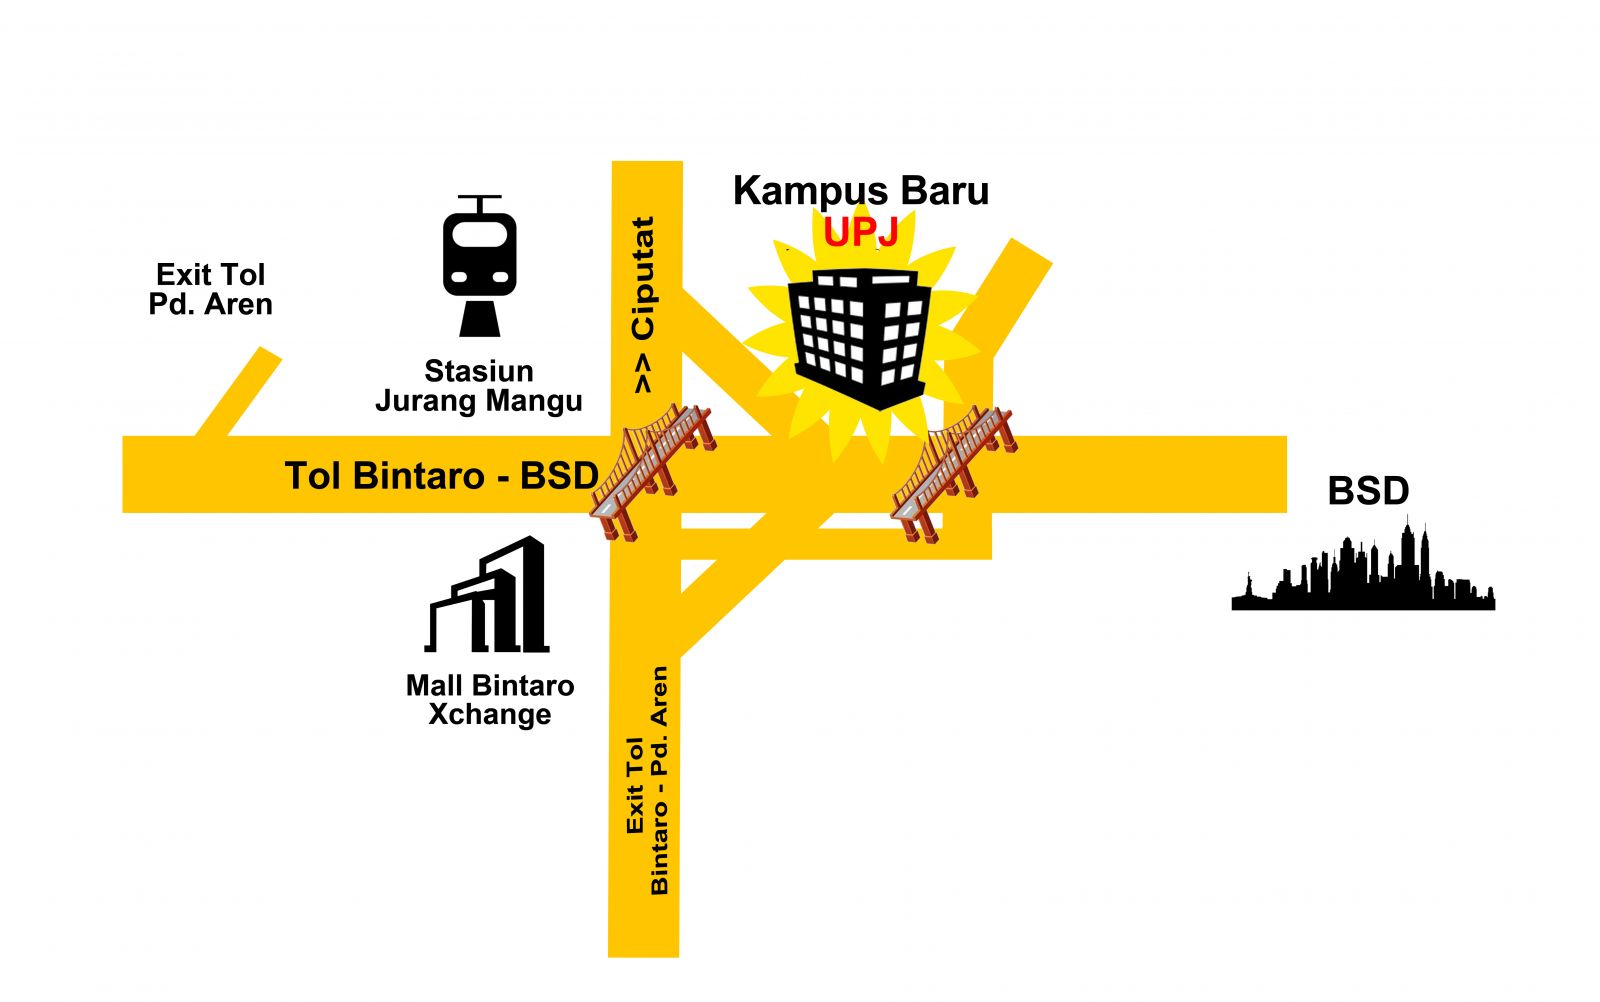 Kampus Baru
UPJ
>> Ciputat
Exit Tol
Pd. Aren
Stasiun
Jurang Mangu
Tol Bintaro - BSD
BSD
Mall Bintaro
Xchange
Exit Tol
Bintaro - Pd. Aren